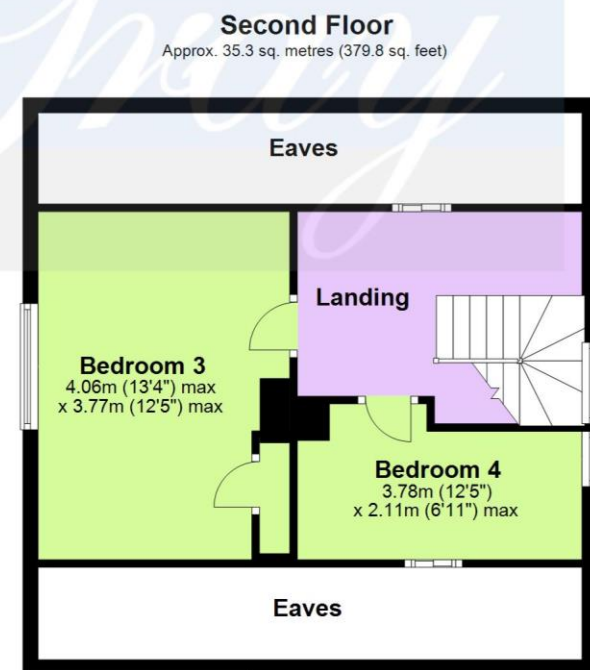 Second Floor
Approx. 35.3 sq. metres (379.8 sq. feet)
Eaves
Landing
Bedroom 3
4.06m (13'4") max
x 3.77m (12'5") max
Bedroom 4
3.78m (12'5")
x 2.11m (6'11") max
Eaves